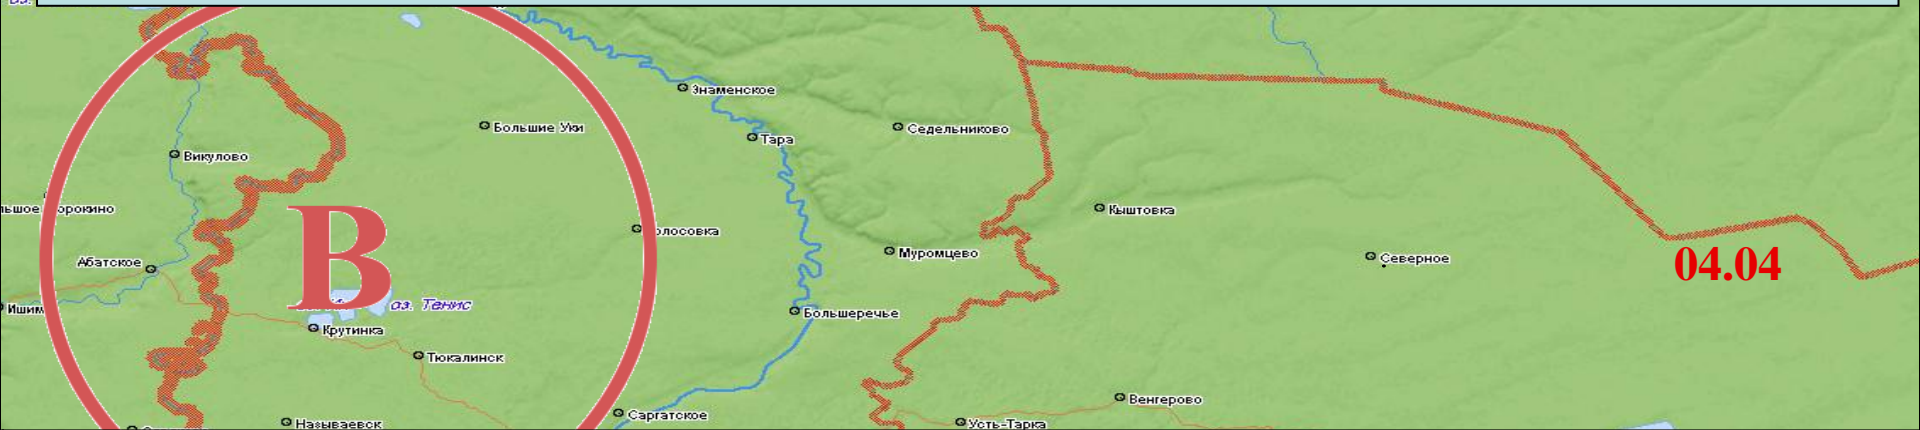 Знаменское
Большие Уки
Седельниково
Тара
Викулово
Кыштовка
Муромцево
Абатское
Северное
04.04
В
оз. Тенис
Ишим
Большеречье
Крутинка
Тюкалинск
Венгерово
Саргатское
Называевск
Усть-Тарка